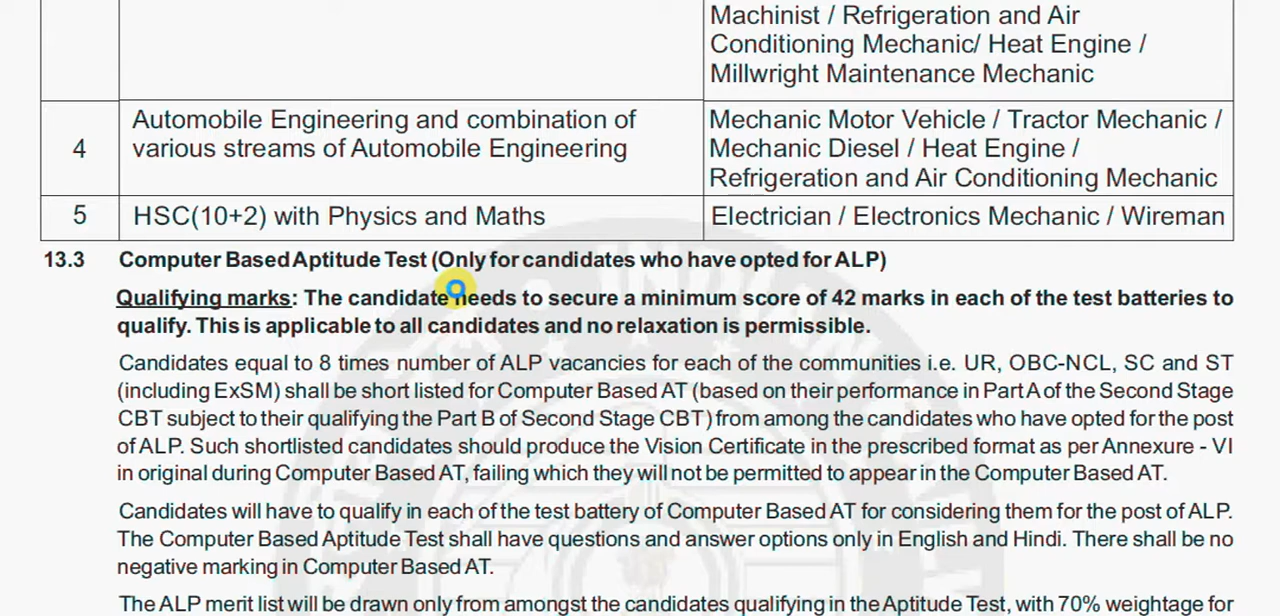 Machinist / Refrigeration and Air
Conditioning Mechanic/ Heat Engine /
Millwright Maintenance Mechanic
4
Automobile Engineering and combination of
various streams of Automobile Engineering
Mechanic Motor Vehicle / Tractor Mechanic /
Mechanic Diesel / Heat Engine /
Refrigeration and Air Conditioning Mechanic
5 HSC(10+2) with Physics and Maths Electrician / Electronics Mechanic / Wireman
13.3 Computer Based Aptitude Test (Only for candidates who have opted for ALP)
Qualifying marks: The candidate needs to secure a minimum score of 42 marks in each of the test batteries to
qualify. This is applicable to all candidates and no relaxation is permissible.
Candidates equal to 8 times number of ALP vacancies for each of the communities i.e. UR, OBC-NCL, SC and ST
(including ExSM) shall be short listed for Computer Based AT (based on their performance in Part A of the Second Stage
CBT subject to their qualifying the Part B of Second Stage CBT) from among the candidates who have opted for the post
of ALP. Such shortlisted candidates should produce the Vision Certificate in the prescribed format as per Annexure - VI
in original during Computer Based AT, failing which they will not be permitted to appear in the Computer Based AT.
Candidates will have to qualify in each of the test battery of Computer Based AT for considering them for the post of ALP.
The Computer Based Aptitude Test shall have questions and answer options only in English and Hindi. There shall be no
negative marking in Computer Based AT.
The ALP merit list will be drawn only from amongst the candidates qualifying in the Aptitude Test, with 70% weightage for